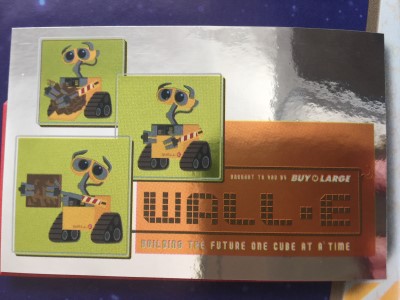 BROUGHT TO YOU BY BUY N LARGE
WALL•E
BUILDING THE FUTURE ONE CUBE AT A TIME